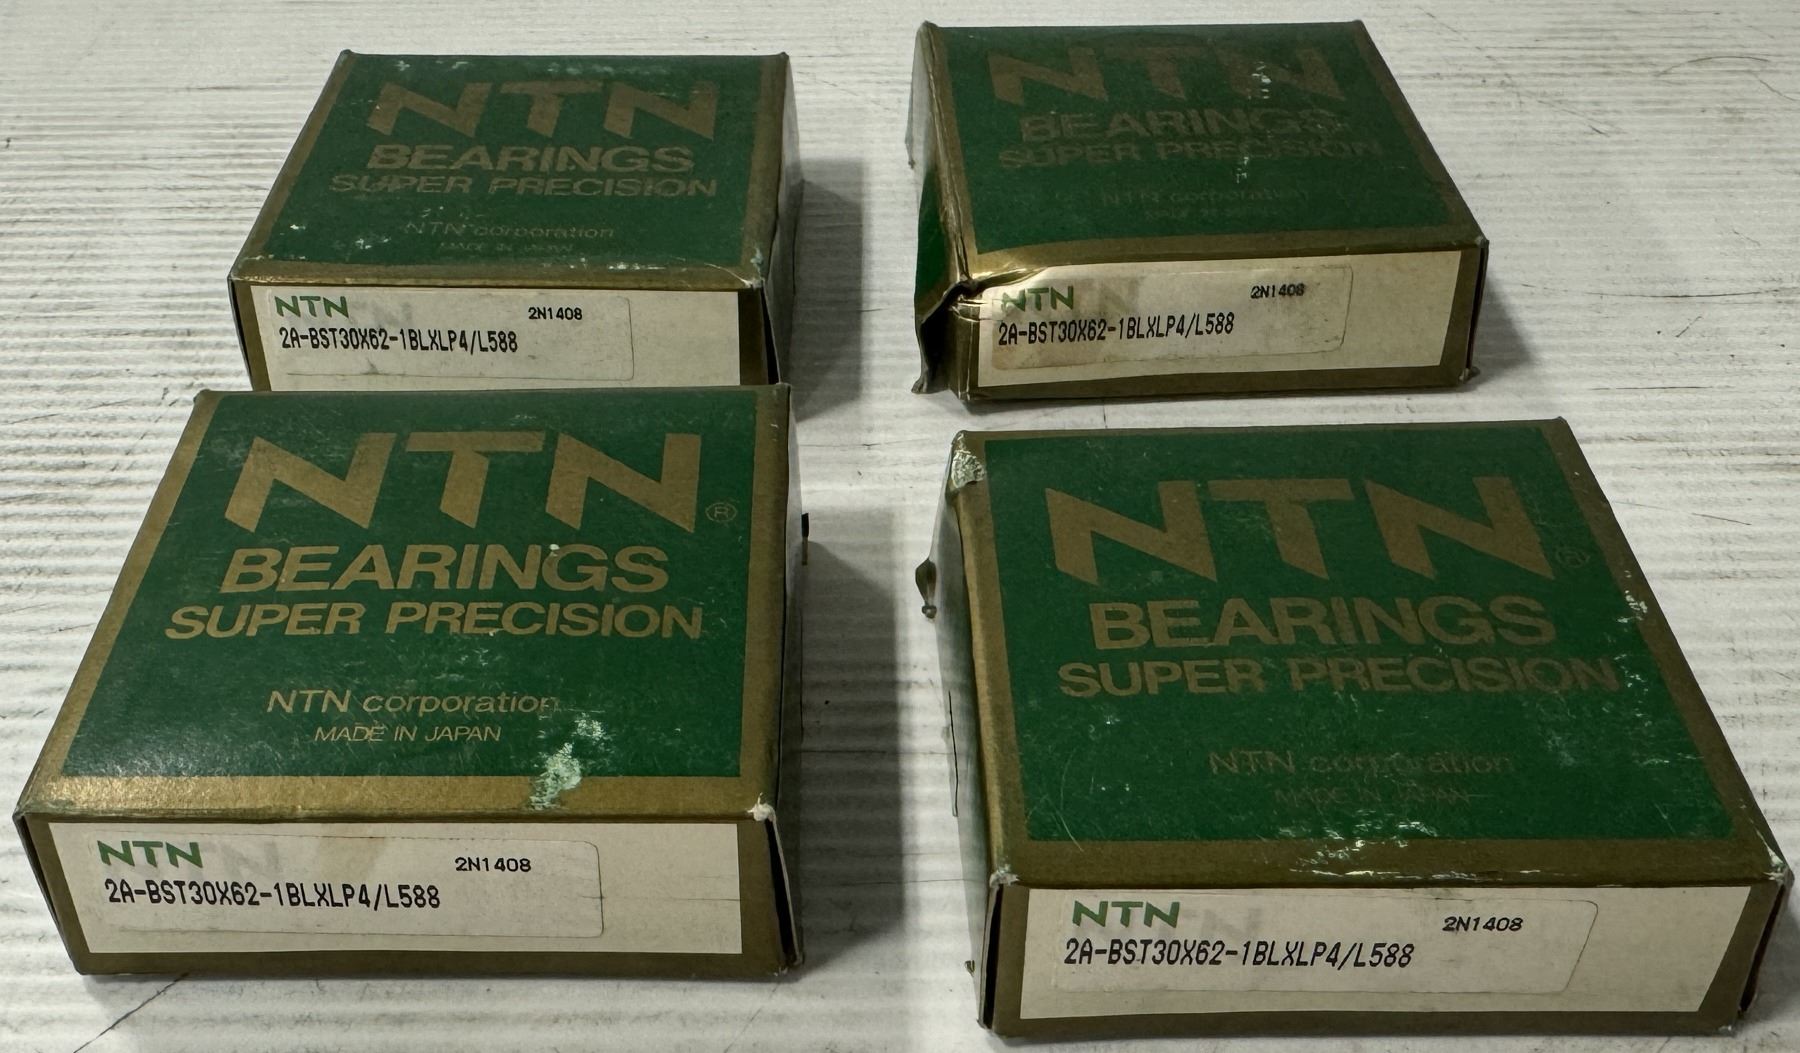 NTN
BEARINGS
SUPER PRECISION
NTN corporation
MADE IN JAPAN
NTN
2N1408
2A-BST30X62-1BLXLP4/L588
NTN
BEARINGS
SUPER PRECISION
NTN corporation
NTN
2N1408
2A-BST30X62-1BLXLP4/L588
NTN®
BEARINGS
SUPER PRECISION
NTN corporation
MADE IN JAPAN
NTN
2N1408
2A-BST30X62-1BLXLP4/L588
NTN®
BEARINGS
SUPER PRECISION
NTN corporation
MADE IN JAPAN
NTN
2N1408
2A-BST30X62-1BLXLP4/L588